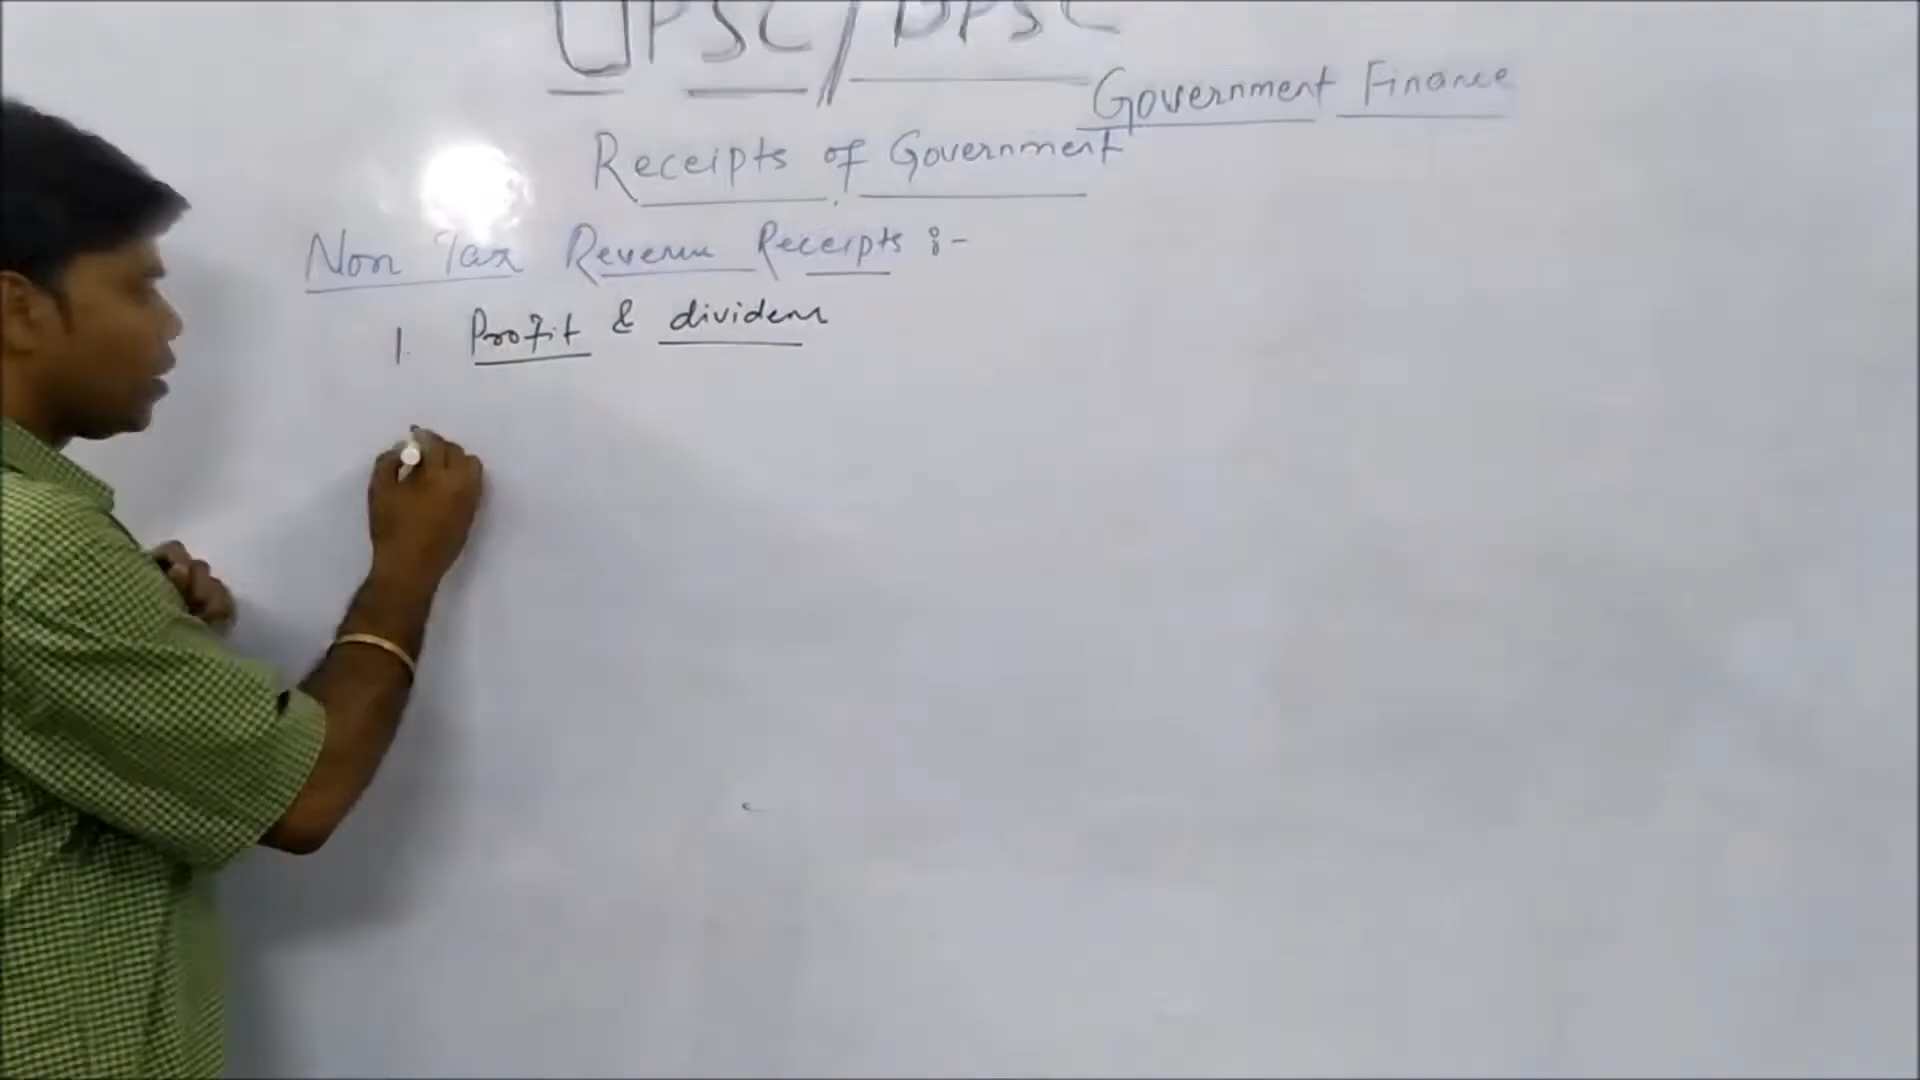 UPSC/BPSC
Government Finance
Receipts of Government
Non Tax Revenue Receipts :-
1. Profit & dividend